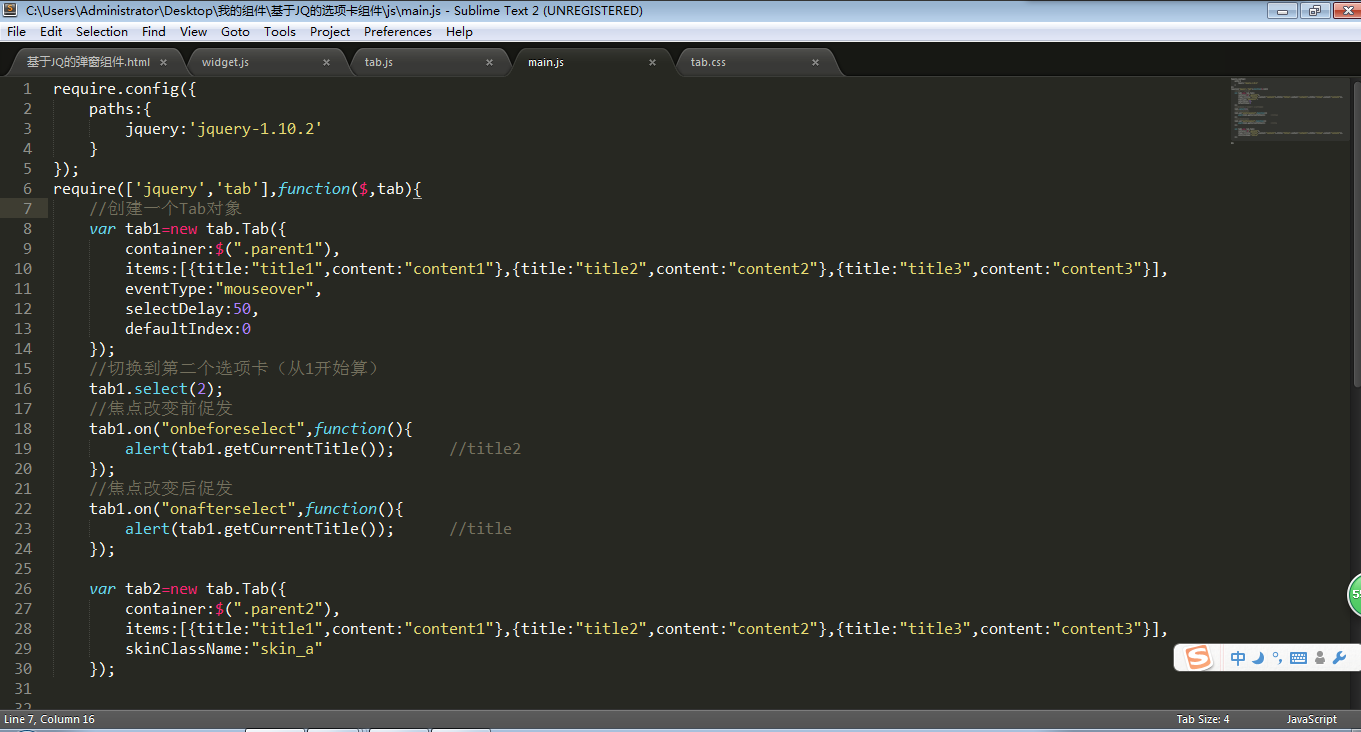 C:\Users\Administrator\Desktop\我的组件\基于JQ的选项卡组件\js\main.js - Sublime Text 2 (UNREGISTERED)
File Edit Selection Find View Goto Tools Project Preferences Help
基于JQ的弹窗组件.html × widget.js × tab.js × main.js × tab.css ×
1 require.config({
2 paths:{
3 jquery:'jquery-1.10.2'
4 }
5 });
6 require(['jquery','tab'],function($,tab){
7 //创建一个Tab对象
8 var tab1=new tab.Tab({
9 container:$(".parent1"),
10 items:[{title:"title1",content:"content1"},{title:"title2",content:"content2"},{title:"title3",content:"content3"}],
11 eventType:"mouseover",
12 selectDelay:50,
13 defaultIndex:0
14 });
15 //切换到第二个选项卡（从1开始算）
16 tab1.select(2);
17 //焦点改变前促发
18 tab1.on("onbeforeselect",function(){
19 alert(tab1.getCurrentTitle()); //title2
20 });
21 //焦点改变后促发
22 tab1.on("onafterselect",function(){
23 alert(tab1.getCurrentTitle()); //title
24 });
25
26 var tab2=new tab.Tab({
27 container:$(".parent2"),
28 items:[{title:"title1",content:"content1"},{title:"title2",content:"content2"},{title:"title3",content:"content3"}],
29 skinClassName:"skin_a"
30 });
31
32
中
Line 7, Column 16 Tab Size: 4 JavaScript